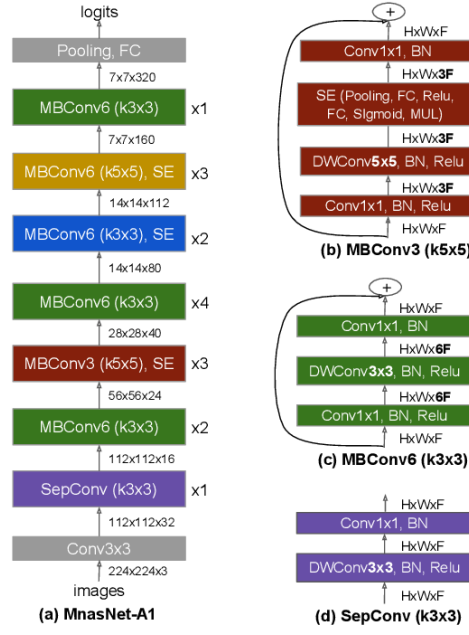 logits
Pooling, FC
7x7x320
MBConv6 (k3x3)
x1
7x7x160
MBConv6 (k5x5), SE
x3
14x14x112
MBConv6 (k3x3), SE
x2
14x14x80
MBConv6 (k3x3)
x4
28x28x40
MBConv3 (k5x5), SE
x3
56x56x24
MBConv6 (k3x3)
x2
112x112x16
SepConv (k3x3)
x1
112x112x32
Conv3x3
224x224x3
images
(a) MnasNet-A1
+
HxWxF
Conv1x1, BN
HxWx3F
SE (Pooling, FC, Relu,
FC, SIgmoid, MUL)
HxWx3F
DWConv5x5, BN, Relu
HxWx3F
Conv1x1, BN, Relu
HxWxF
(b) MBConv3 (k5x5)
+
HxWxF
Conv1x1, BN
HxWx6F
DWConv3x3, BN, Relu
HxWx6F
Conv1x1, BN, Relu
HxWxF
(c) MBConv6 (k3x3)
HxWxF
Conv1x1, BN
HxWxF
DWConv3x3, BN, Relu
HxWxF
(d) SepConv (k3x3)